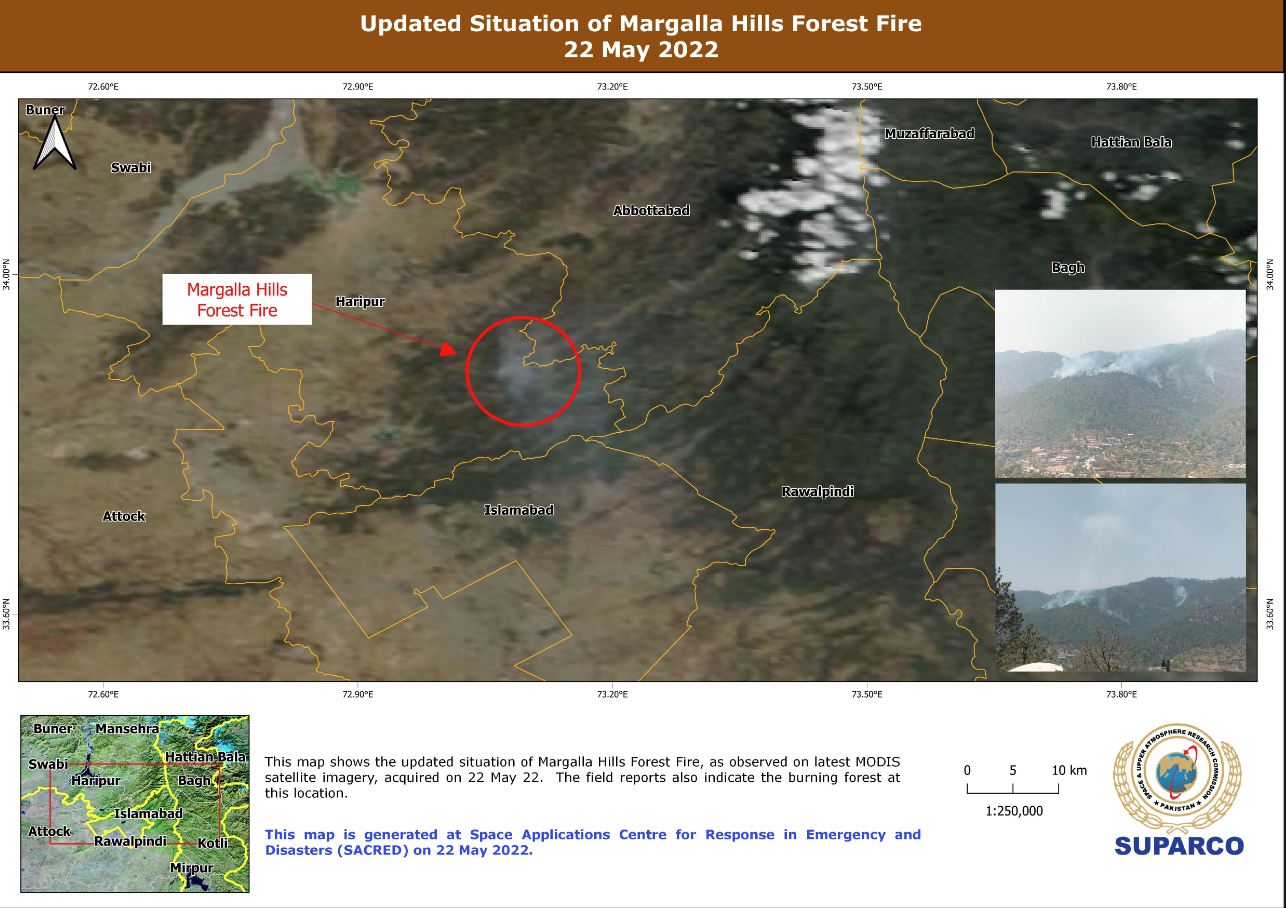 Updated Situation of Margalla Hills Forest Fire
22 May 2022
72.60°E
72.90°E
73.20°E
73.50°E
73.80°E
Buner
Swabi
Muzaffarabad
Hattian Bala
Abbottabad
34.00°N
34.00°N
Bagh
Margalla Hills
Forest Fire
Haripur
Rawalpindi
Islamabad
Attock
33.60°N
33.60°N
72.60°E
72.90°E
73.20°E
73.50°E
73.80°E
Buner
Mansehra
Hattian Bala
Swabi
Haripur
Bagh
Islamabad
Attock
Rawalpindi
Kotli
Mirpur
This map shows the updated situation of Margalla Hills Forest Fire, as observed on latest MODIS
satellite imagery, acquired on 22 May 22. The field reports also indicate the burning forest at
this location.
This map is generated at Space Applications Centre for Response in Emergency and
Disasters (SACRED) on 22 May 2022.
0 5 10 km
1:250,000
SPACE & UPPER ATMOSPHERE RESEARCH COMMISSION
★ PAKISTAN ★
SUPARCO